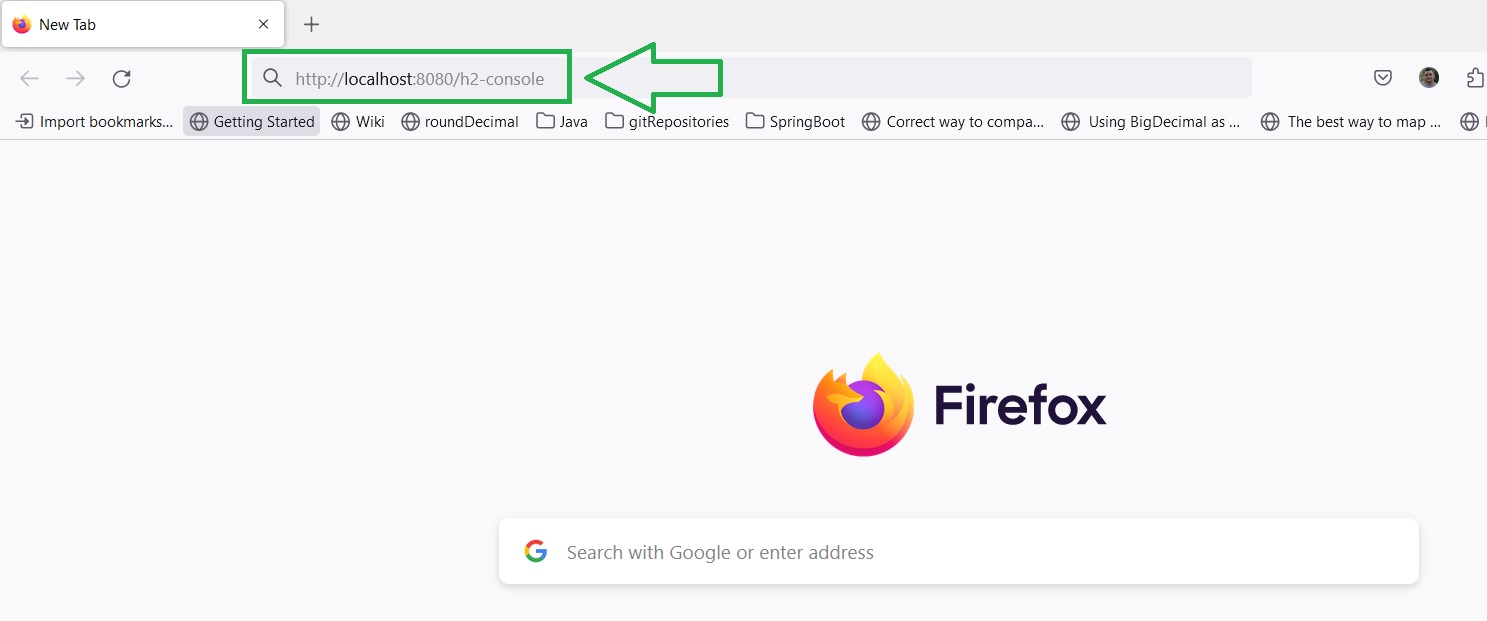 New Tab
http://localhost:8080/h2-console
Import bookmarks... Getting Started Wiki roundDecimal Java gitRepositories SpringBoot Correct way to compa... Using BigDecimal as ... The best way to map ...
Firefox
Search with Google or enter address